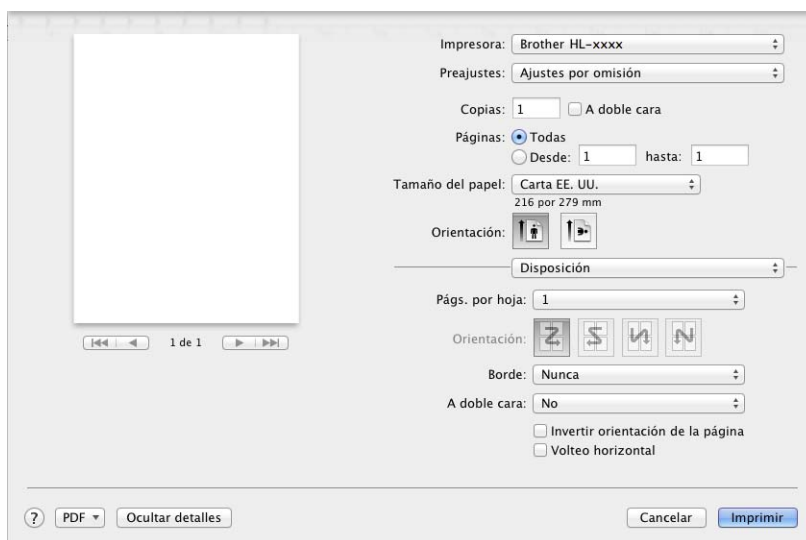 Impresora: Brother HL-xxxx
Preajustes: Ajustes por omisión
Copias: 1 A doble cara
Páginas: Todas
Desde: 1 hasta: 1
Tamaño del papel: Carta EE. UU.
216 por 279 mm
Orientación:
Disposición
Págs. por hoja: 1
1 de 1
Orientación:
Borde: Nunca
A doble cara: No
Invertir orientación de la página
Volteo horizontal
? PDF Ocultar detalles Cancelar Imprimir